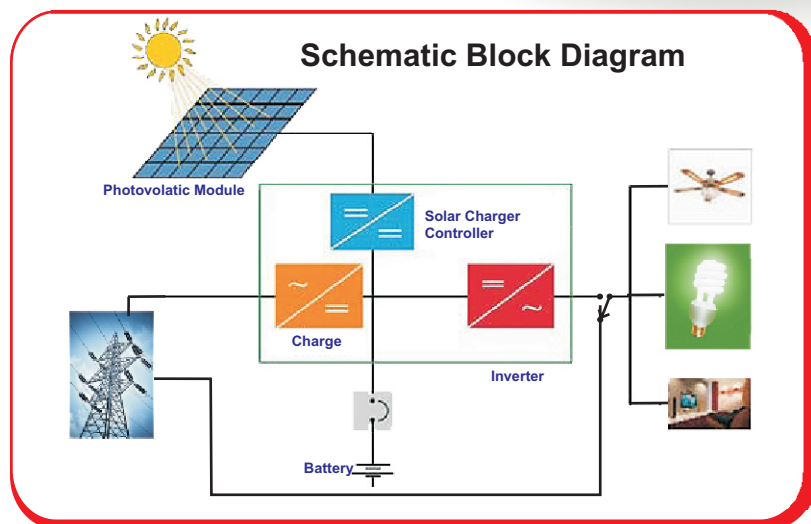 Schematic Block Diagram
Photovolatic Module
Solar Charger
Controller
Charge
Inverter
Battery